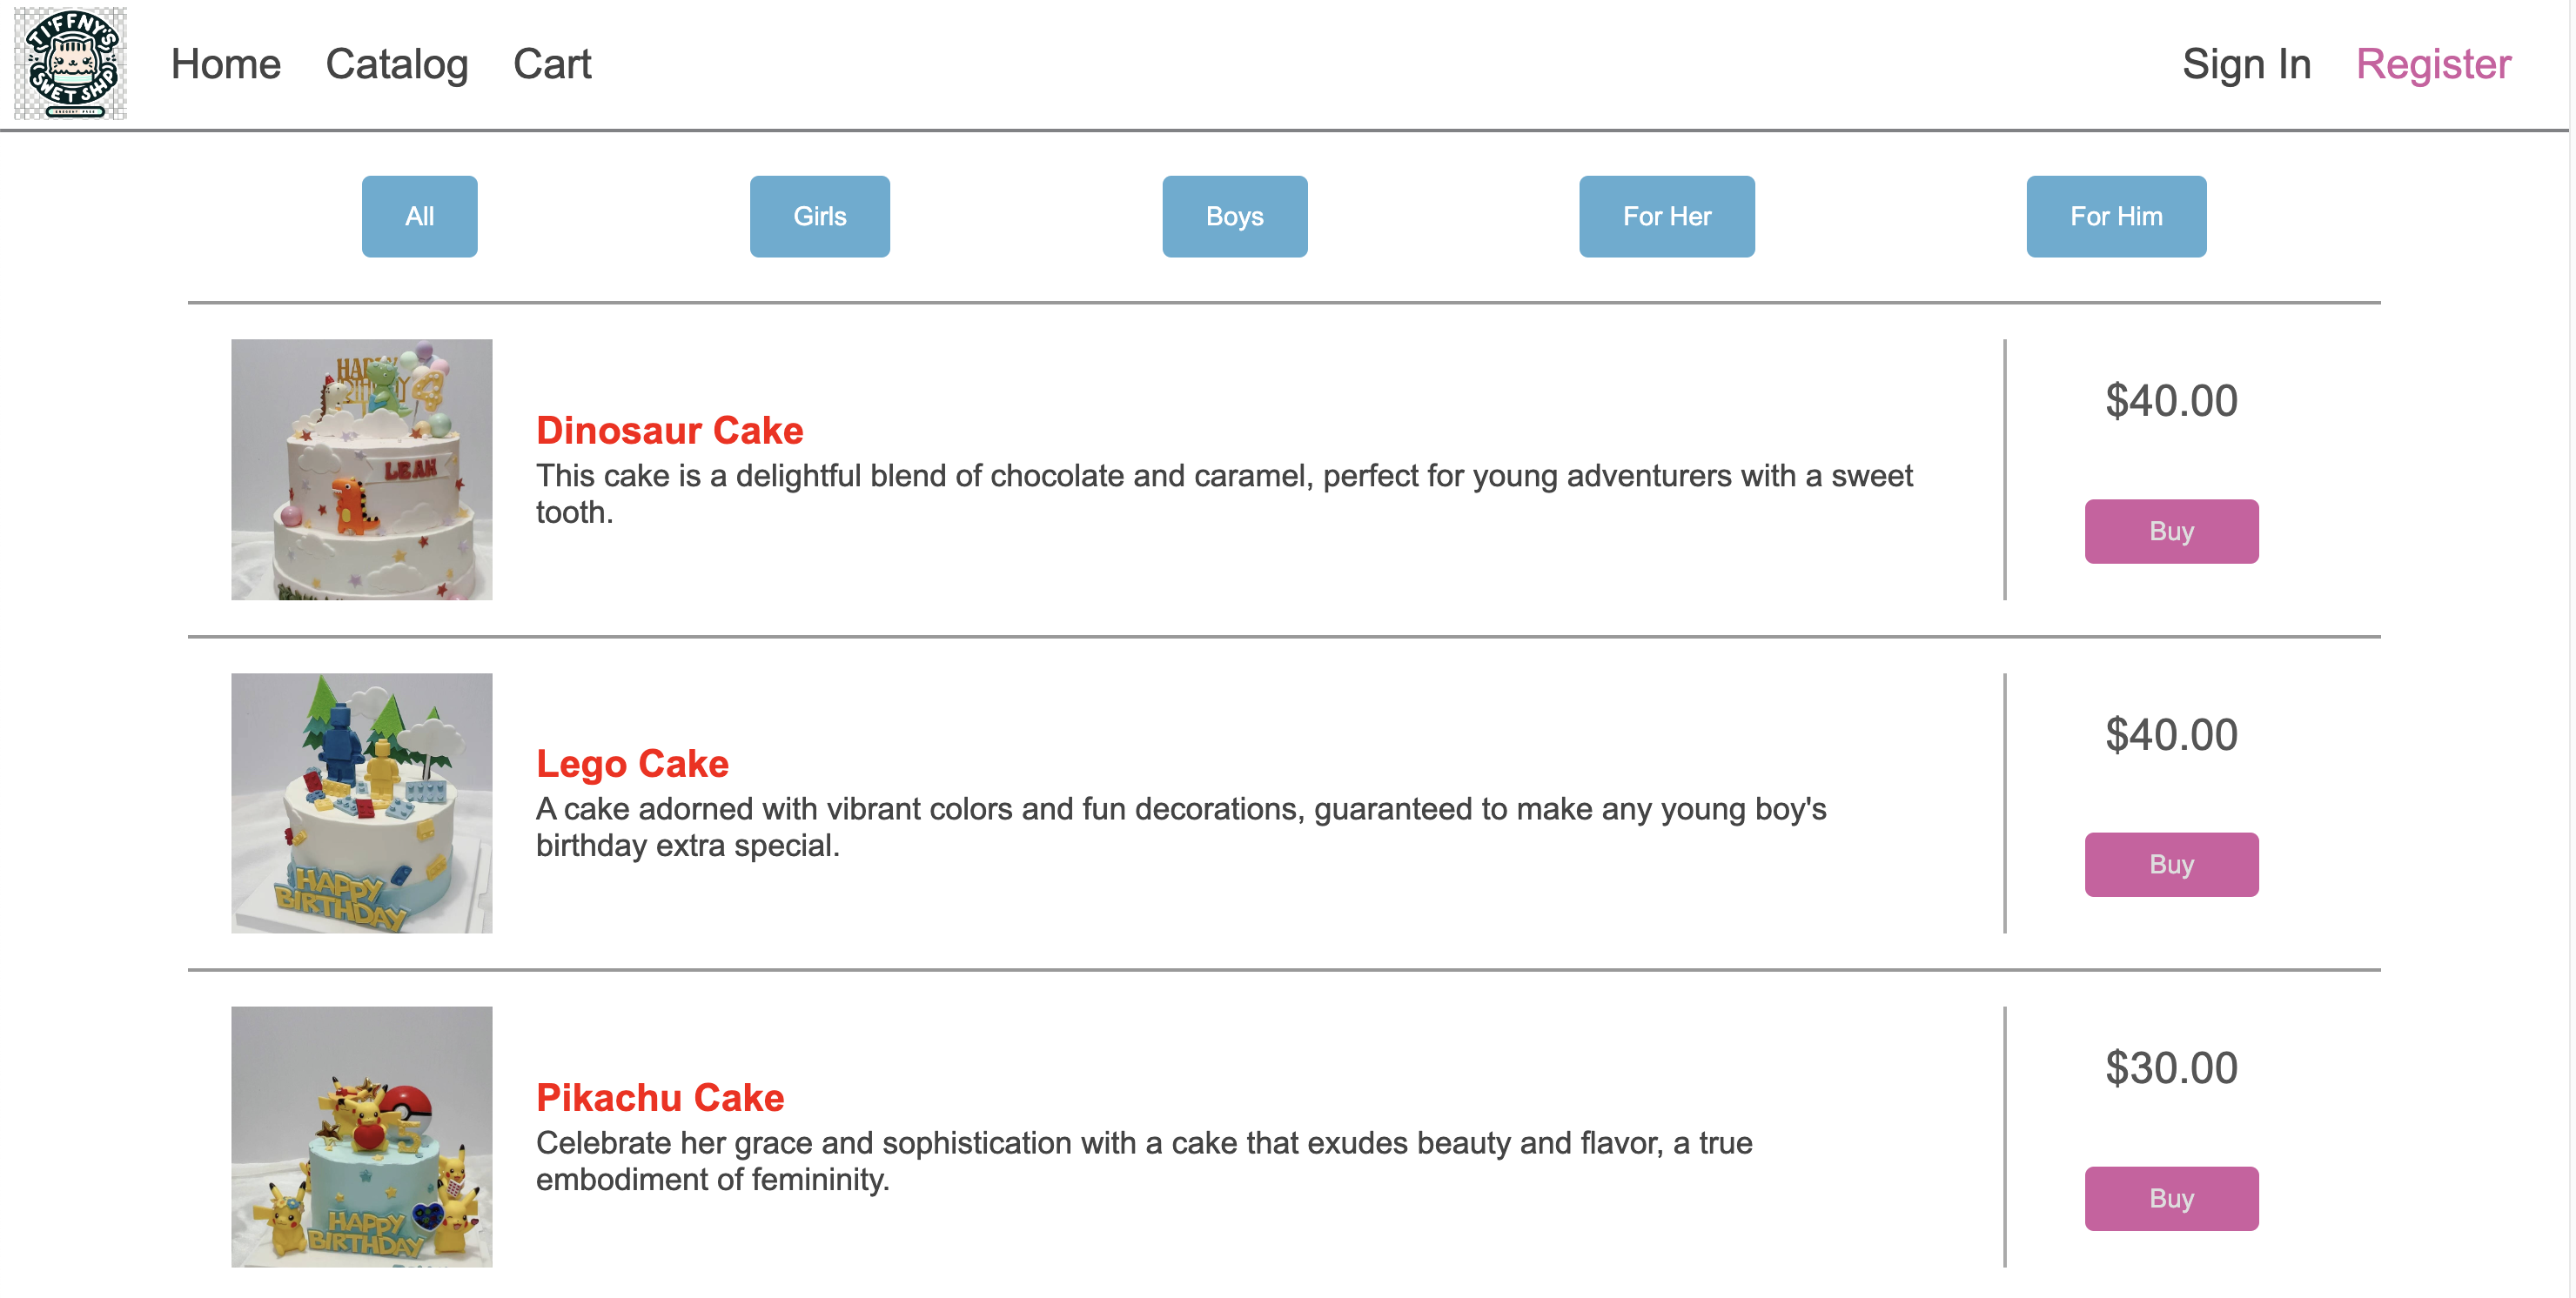 TIFFNY'S
SWET SHIP
Home
Catalog
Cart
Sign In
Register
All
Girls
Boys
For Her
For Him
HAPPY
4
LEAH
Dinosaur Cake
This cake is a delightful blend of chocolate and caramel, perfect for young adventurers with a sweet
tooth.
$40.00
Buy
HAPPY
BIRTHDAY
Lego Cake
A cake adorned with vibrant colors and fun decorations, guaranteed to make any young boy's
birthday extra special.
$40.00
Buy
5
HAPPY
BIRTHDAY
Pikachu Cake
Celebrate her grace and sophistication with a cake that exudes beauty and flavor, a true
embodiment of femininity.
$30.00
Buy